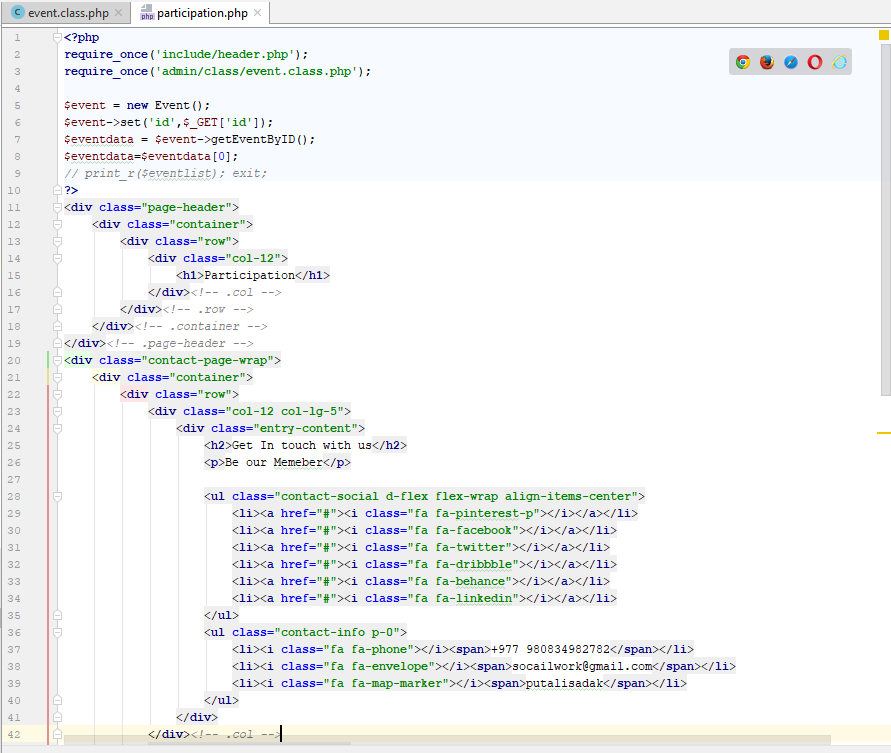 event.class.php
participation.php
1 <?php
2 require_once('include/header.php');
3 require_once('admin/class/event.class.php');
4
5 $event = new Event();
6 $event->set('id',$_GET['id']);
7 $eventdata = $event->getEventByID();
8 $eventdata=$eventdata[0];
9 // print_r($eventlist); exit;
10 ?>
11 <div class="page-header">
12 <div class="container">
13 <div class="row">
14 <div class="col-12">
15 <h1>Participation</h1>
16 </div><!-- .col -->
17 </div><!-- .row -->
18 </div><!-- .container -->
19 </div><!-- .page-header -->
20 <div class="contact-page-wrap">
21 <div class="container">
22 <div class="row">
23 <div class="col-12 col-lg-5">
24 <div class="entry-content">
25 <h2>Get In touch with us</h2>
26 <p>Be our Memeber</p>
27
28 <ul class="contact-social d-flex flex-wrap align-items-center">
29 <li><a href="#"><i class="fa fa-pinterest-p"></i></a></li>
30 <li><a href="#"><i class="fa fa-facebook"></i></a></li>
31 <li><a href="#"><i class="fa fa-twitter"></i></a></li>
32 <li><a href="#"><i class="fa fa-dribbble"></i></a></li>
33 <li><a href="#"><i class="fa fa-behance"></i></a></li>
34 <li><a href="#"><i class="fa fa-linkedin"></i></a></li>
35 </ul>
36 <ul class="contact-info p-0">
37 <li><i class="fa fa-phone"></i><span>+977 980834982782</span></li>
38 <li><i class="fa fa-envelope"></i><span>socailwork@gmail.com</span></li>
39 <li><i class="fa fa-map-marker"></i><span>putalisadak</span></li>
40 </ul>
41 </div>
42 </div><!-- .col -->